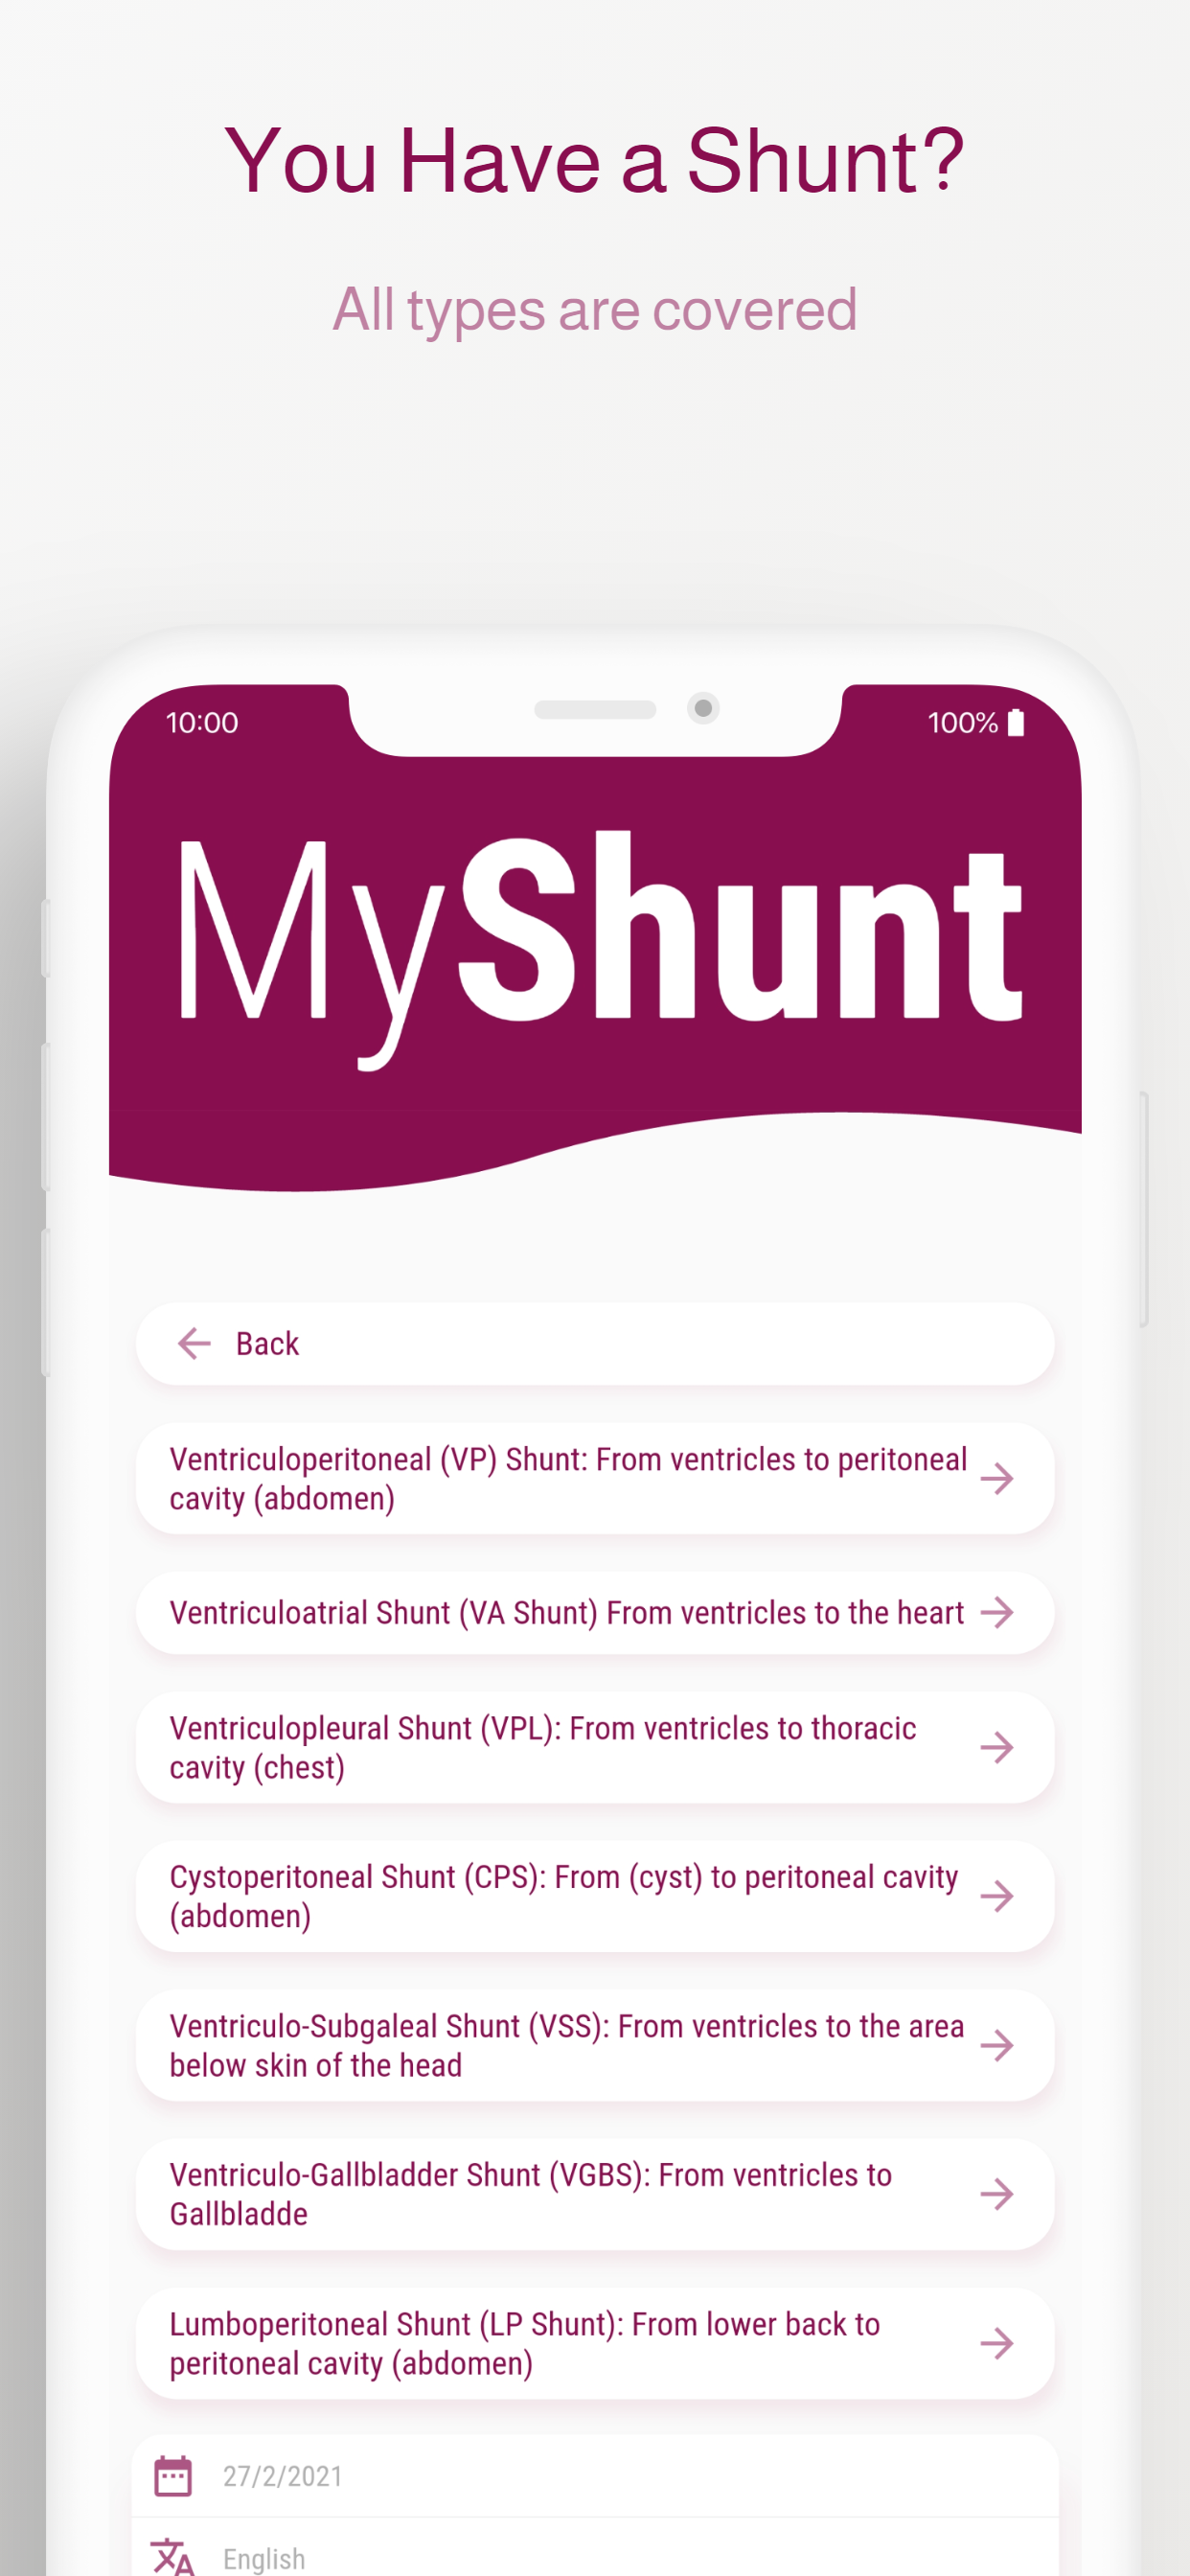 You Have a Shunt?
All types are covered
10:00
100%
MyShunt
Back
Ventriculoperitoneal (VP) Shunt: From ventricles to peritoneal
cavity (abdomen)
Ventriculoatrial Shunt (VA Shunt) From ventricles to the heart
Ventriculopleural Shunt (VPL): From ventricles to thoracic
cavity (chest)
Cystoperitoneal Shunt (CPS): From (cyst) to peritoneal cavity
(abdomen)
Ventriculo-Subgaleal Shunt (VSS): From ventricles to the area
below skin of the head
Ventriculo-Gallbladder Shunt (VGBS): From ventricles to
Gallbladde
Lumboperitoneal Shunt (LP Shunt): From lower back to
peritoneal cavity (abdomen)
27/2/2021
English